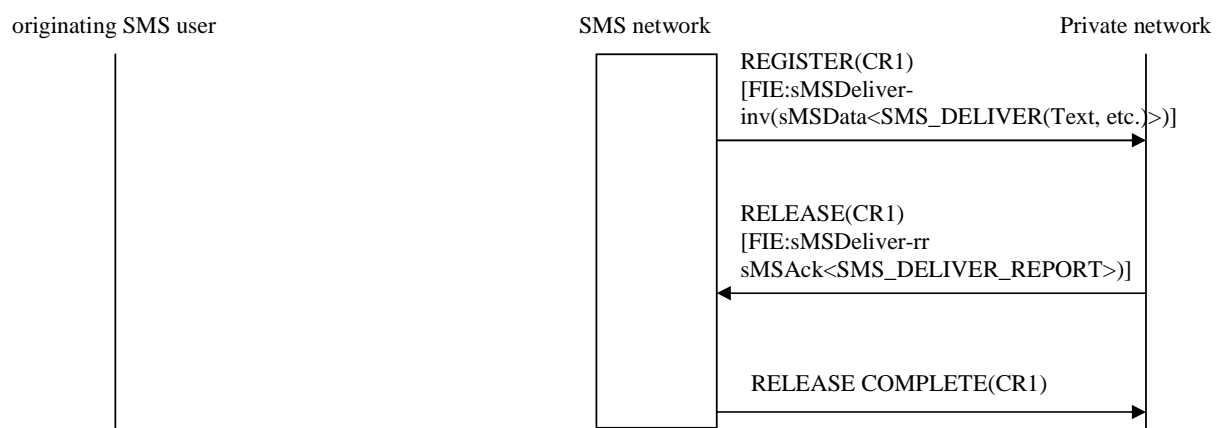 originating SMS user
SMS network
Private network
REGISTER(CR1)
[FIE:sMSDeliver-
inv(sMSData<SMS_DELIVER(Text, etc.)>)]
RELEASE(CR1)
[FIE:sMSDeliver-rr
sMSAck<SMS_DELIVER_REPORT>)]
RELEASE COMPLETE(CR1)